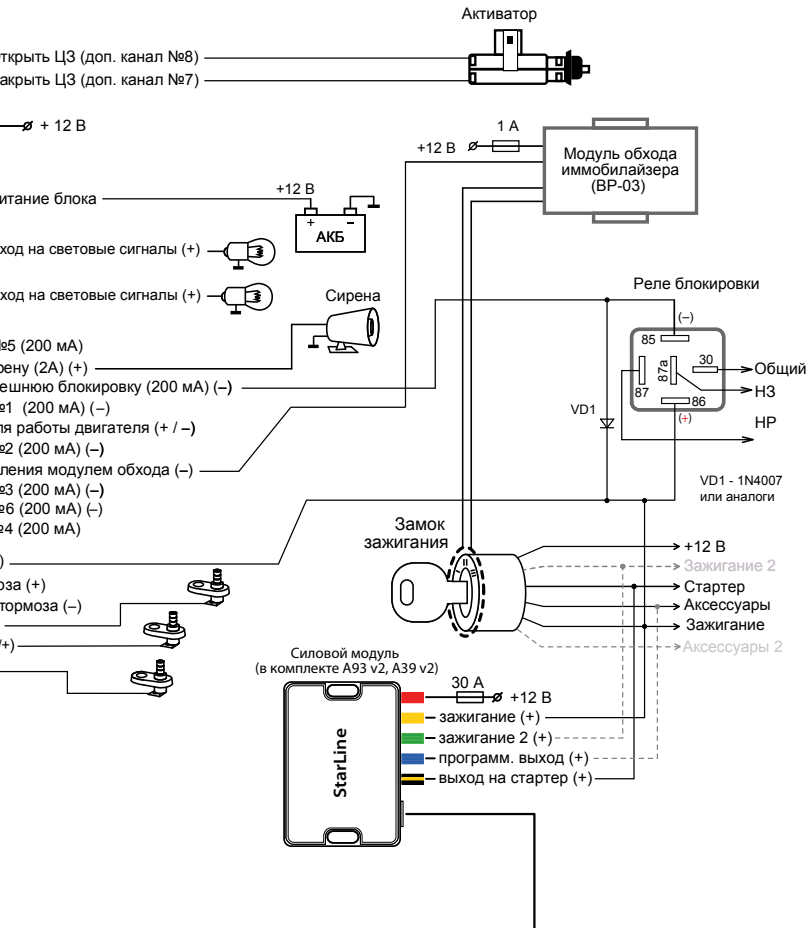 Активатор
ткрыть ЦЗ (доп. канал №8)
акрыть ЦЗ (доп. канал №7)
+ 12 В
1 А
+12 В
Модуль обхода
иммобилайзера
(BP-03)
итание блока
+12 В
+ –
АКБ
ход на световые сигналы (+)
ход на световые сигналы (+)
Сирена
Реле блокировки
(–)
85
30
87a
87
86
(+)
Общий
НЗ
НР
№5 (200 мА)
рену (2А) (+)
ешнюю блокировку (200 мА) (–)
№1 (200 мА) (–)
ля работы двигателя (+ / –)
№2 (200 мА) (–)
ления модулем обхода (–)
№3 (200 мА) (–)
№6 (200 мА) (–)
№4 (200 мА)
VD1
VD1 - 1N4007
или аналоги
)
оза (+)
тормоза (–)
/+)
Замок
зажигания
I II III
+12 В
Зажигание 2
Стартер
Аксессуары
Зажигание
Аксессуары 2
Силовой модуль
(в комплекте A93 v2, A39 v2)
StarLine
30 А
+12 В
зажигание (+)
зажигание 2 (+)
программ. выход (+)
выход на стартер (+)